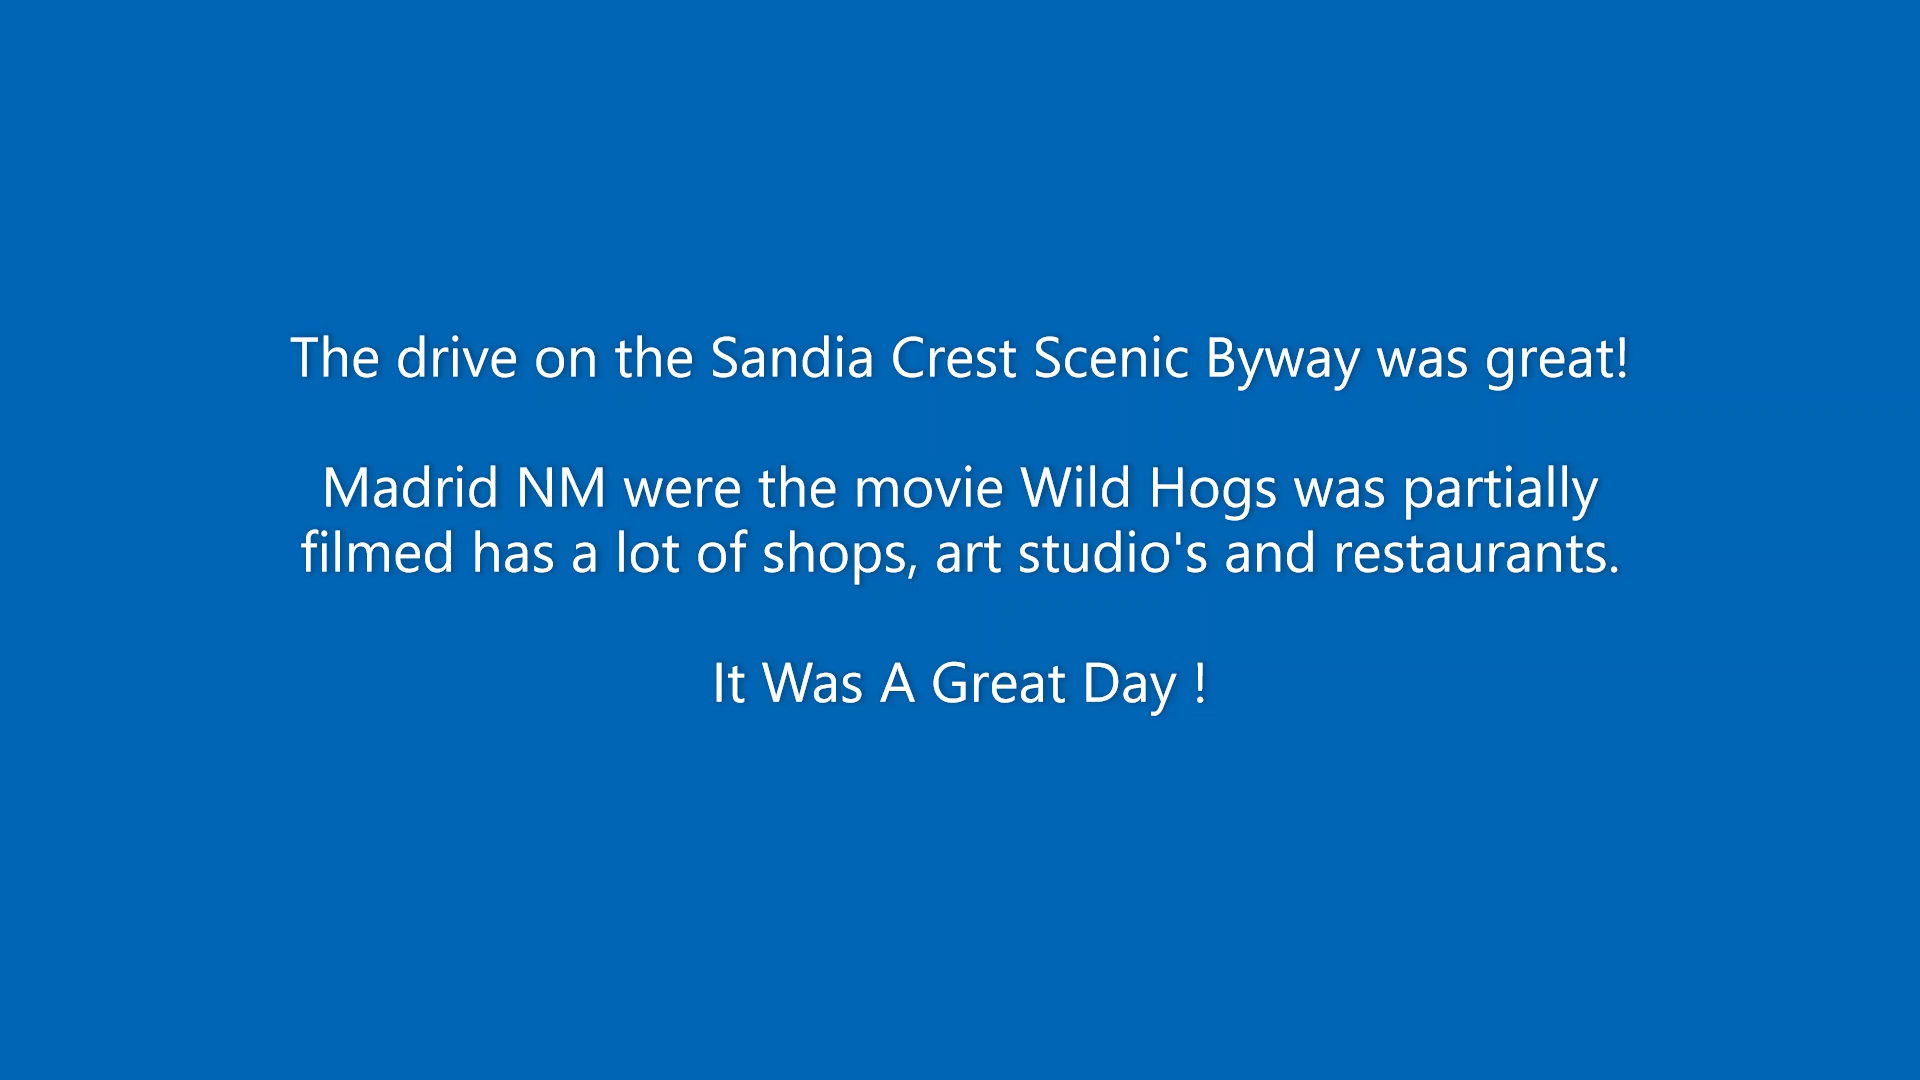 The drive on the Sandia Crest Scenic Byway was great!
Madrid NM were the movie Wild Hogs was partially
filmed has a lot of shops, art studio's and restaurants.
It Was A Great Day !